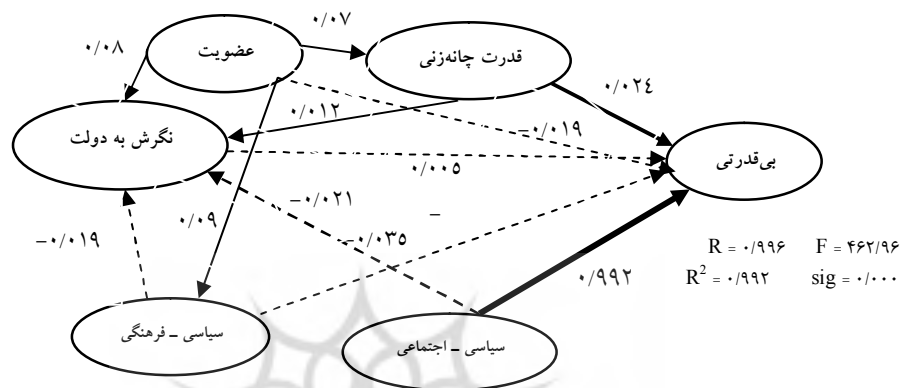 ۰/۰۷
عضویت
۰/۰۸
قدرت چانه‌زنی
۰/۰۲٤
۰/۰۱۲
−۰/۰۱۹
نگرش به دولت
بی‌قدرتی
۰/۰۰٥
−۰/۰۲۱
−
۰/۰۹
−۰/۰۱۹
−۰/۰۳٥
R = ۰/۹۹۶ F = ۴۶۲/۹۶
۰/۹۹۲
R² = ۰/۹۹۲ sig = ۰/۰۰۰
سیاسی ـ فرهنگی
سیاسی ـ اجتماعی